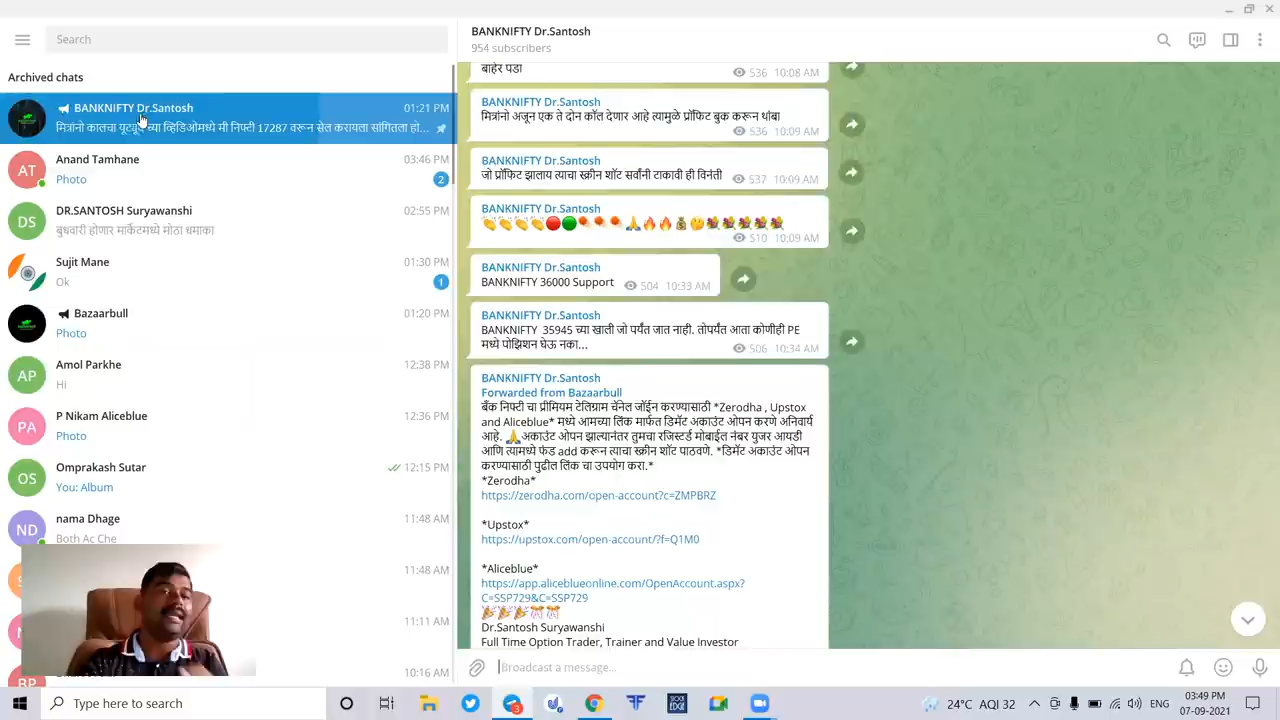 Search
Archived chats
BANKNIFTY Dr.Santosh
01:21 PM
मित्रांनो कालचा यूट्यूब च्या व्हिडिओमध्ये मी निफ्टी 17287 वरून सेल करायला सांगितला हो...
AT
Anand Tamhane
03:46 PM
Photo
2
DS
DR.SANTOSH Suryawanshi
02:55 PM
बुधवारी होणार मार्केटमध्ये मोठा धमाका
Sujit Mane
01:30 PM
Ok
1
Bazaarbull
01:20 PM
Photo
AP
Amol Parkhe
12:38 PM
Hi
PA
P Nikam Aliceblue
12:36 PM
Photo
OS
Omprakash Sutar
12:15 PM
You: Album
ND
nama Dhage
11:48 AM
Both Ac Che
11:48 AM
11:11 AM
10:16 AM
BANKNIFTY Dr.Santosh
954 subscribers
बाहेर पडा
536 10:08 AM
BANKNIFTY Dr.Santosh
मित्रांनो अजून एक ते दोन कॉल देणार आहे त्यामुळे प्रॉफिट बुक करून थांबा
536 10:09 AM
BANKNIFTY Dr.Santosh
जो प्रॉफिट झालाय त्याचा स्क्रीन शॉट सर्वांनी टाकावी ही विनंती
537 10:09 AM
BANKNIFTY Dr.Santosh
510 10:09 AM
BANKNIFTY Dr.Santosh
BANKNIFTY 36000 Support
504 10:33 AM
BANKNIFTY Dr.Santosh
BANKNIFTY 35945 च्या खाली जो पर्यंत जात नाही. तोपर्यंत आता कोणीही PE
मध्ये पोझिशन घेऊ नका...
506 10:34 AM
BANKNIFTY Dr.Santosh
Forwarded from Bazaarbull
बँक निफ्टी चा प्रीमियम टेलिग्राम चॅनेल जॉईन करण्यासाठी *Zerodha , Upstox
and Aliceblue* मध्ये आमच्या लिंक मार्फत डिमॅट अकाउंट ओपन करणे अनिवार्य
आहे. 🙏अकाउंट ओपन झाल्यानंतर तुमचा रजिस्टर्ड मोबाईल नंबर युजर आयडी
आणि त्यामध्ये फंड add करून त्याचा स्क्रीन शॉट पाठवणे. *डिमॅट अकाउंट ओपन
करण्यासाठी पुढील लिंक चा उपयोग करा.*
*Zerodha*
https://zerodha.com/open-account?c=ZMPBRZ
*Upstox*
https://upstox.com/open-account/?f=Q1M0
*Aliceblue*
https://app.aliceblueonline.com/OpenAccount.aspx?
C=SSP729&C=SSP729
Dr.Santosh Suryawanshi
Full Time Option Trader, Trainer and Value Investor
Broadcast a message...
Type here to search
24°C AQI 32
ENG
03:49 PM
07-09-2021